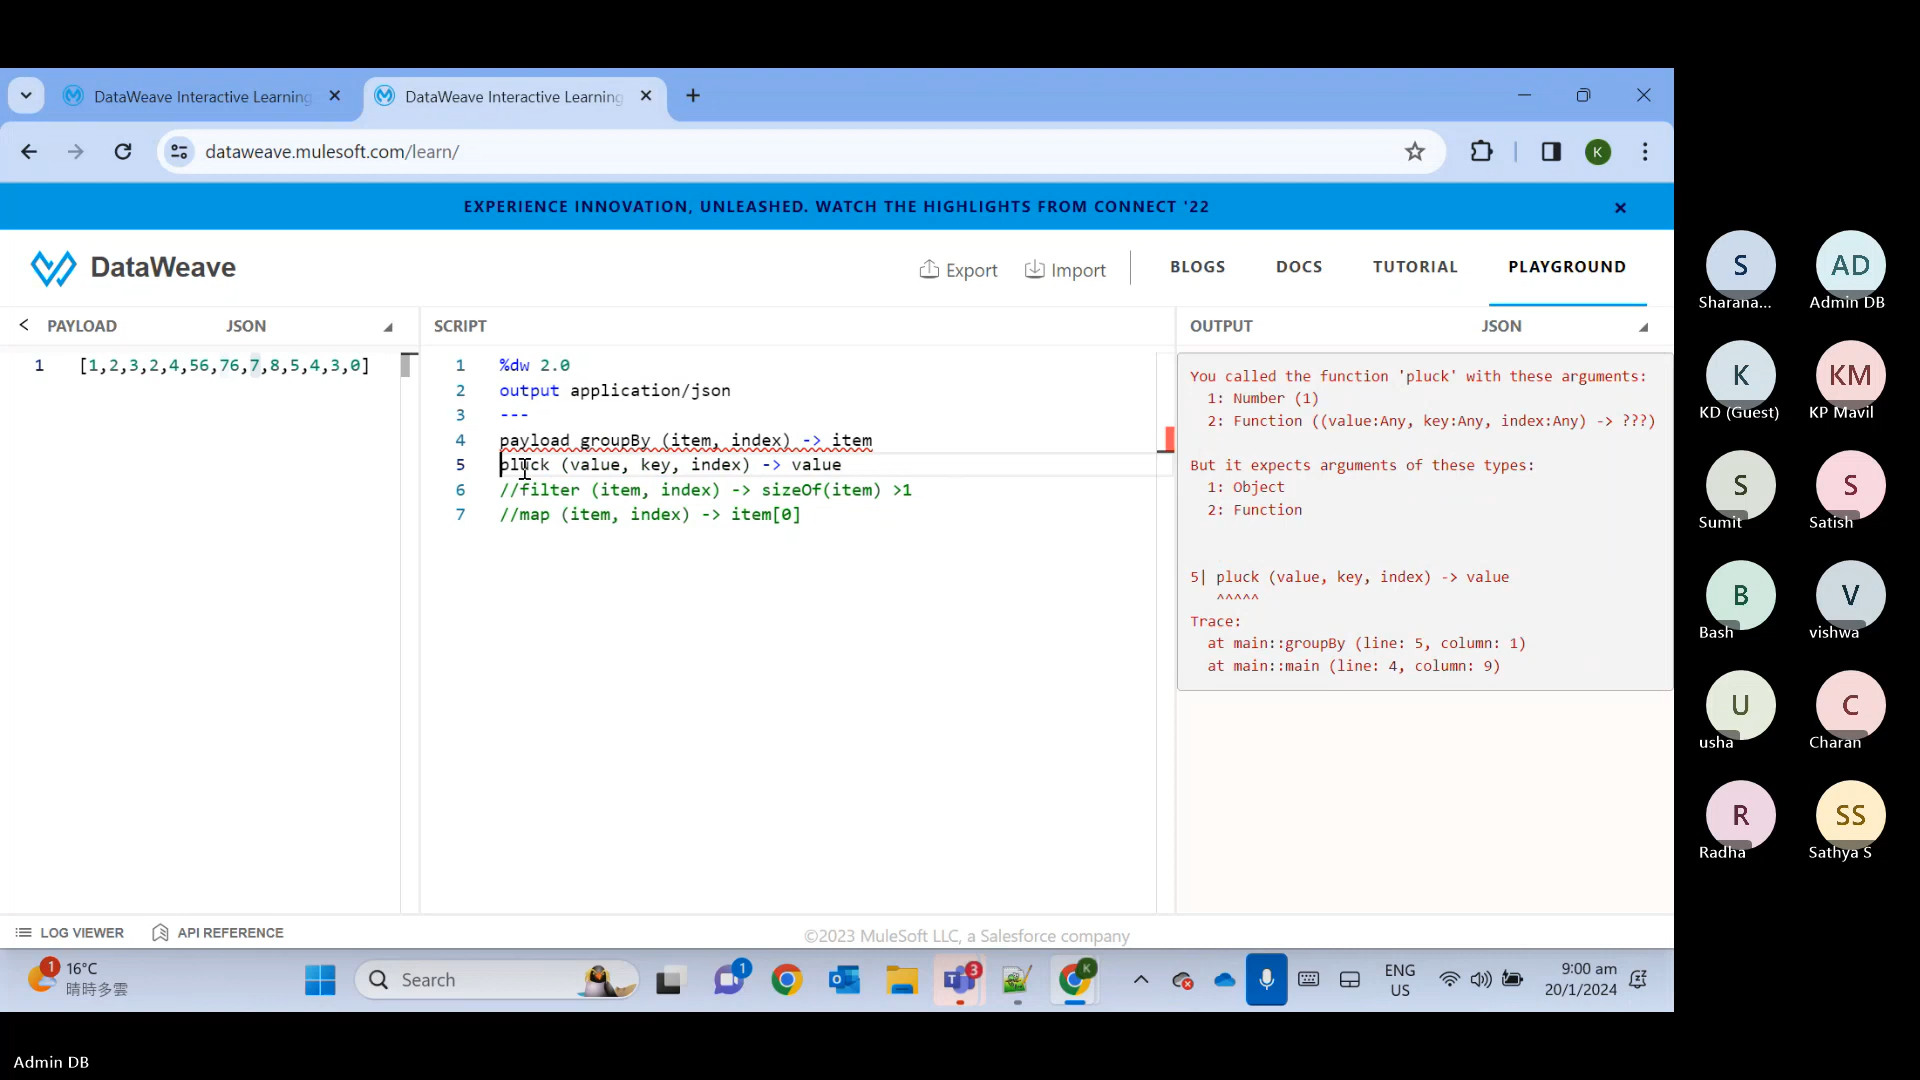 DataWeave Interactive Learning
DataWeave Interactive Learning
dataweave.mulesoft.com/learn/
K
EXPERIENCE INNOVATION, UNLEASHED. WATCH THE HIGHLIGHTS FROM CONNECT '22
DataWeave
Export
Import
BLOGS
DOCS
TUTORIAL
PLAYGROUND
PAYLOAD
JSON
SCRIPT
OUTPUT
JSON
1 [1,2,3,2,4,56,76,7,8,5,4,3,0]
1 %dw 2.0
2 output application/json
3 ---
4 payload groupBy (item, index) -> item
5 pluck (value, key, index) -> value
6 //filter (item, index) -> sizeOf(item) >1
7 //map (item, index) -> item[0]
You called the function 'pluck' with these arguments:
1: Number (1)
2: Function ((value:Any, key:Any, index:Any) -> ???)
But it expects arguments of these types:
1: Object
2: Function
5| pluck (value, key, index) -> value
^^^^^
Trace:
at main::groupBy (line: 5, column: 1)
at main::main (line: 4, column: 9)
LOG VIEWER
API REFERENCE
©2023 MuleSoft LLC, a Salesforce company
1
16°C
晴時多雲
Search
1
3
K
ENG
US
9:00 am
20/1/2024
S
Sharana...
AD
Admin DB
K
KD (Guest)
KM
KP Mavil
S
Sumit
S
Satish
B
Bash
V
vishwa
U
usha
C
Charan
R
Radha
SS
Sathya S
Admin DB